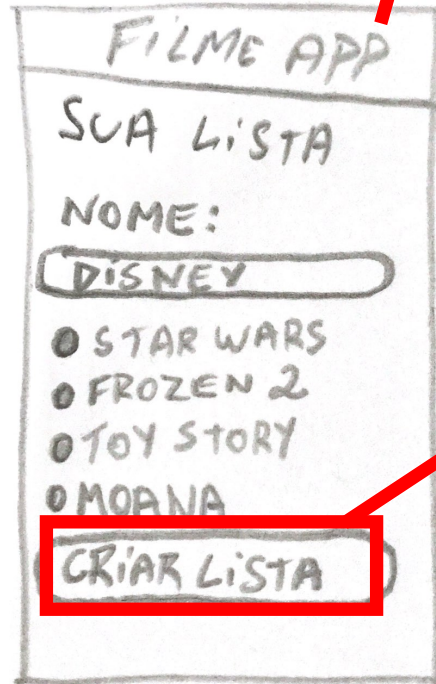 FILME APP
SUA LISTA
NOME:
DISNEY
STAR WARS
FROZEN 2
TOY STORY
MOANA
CRIAR LISTA